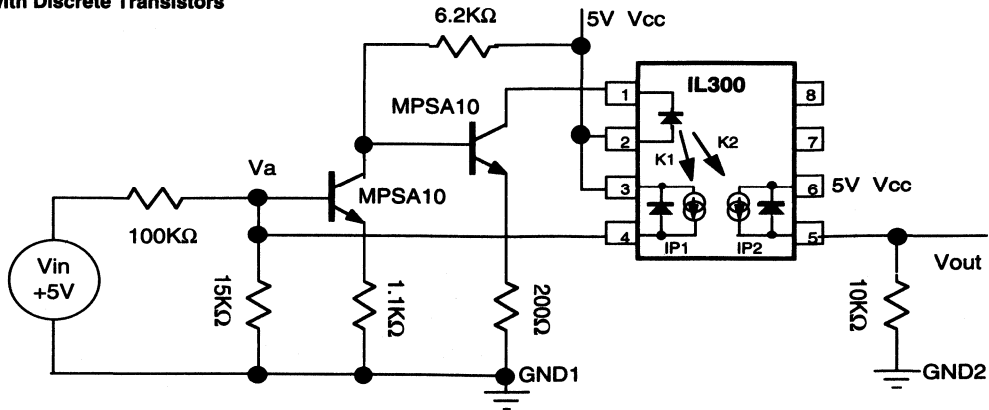 with Discrete Transistors
6.2KΩ
5V Vcc
IL300
1
8
MPSA10
2
7
K1
K2
Va
MPSA10
3
6
5V Vcc
100KΩ
4
IP1
IP2
5
Vin
+5V
Vout
15KΩ
1.1KΩ
200Ω
10KΩ
GND1
GND2